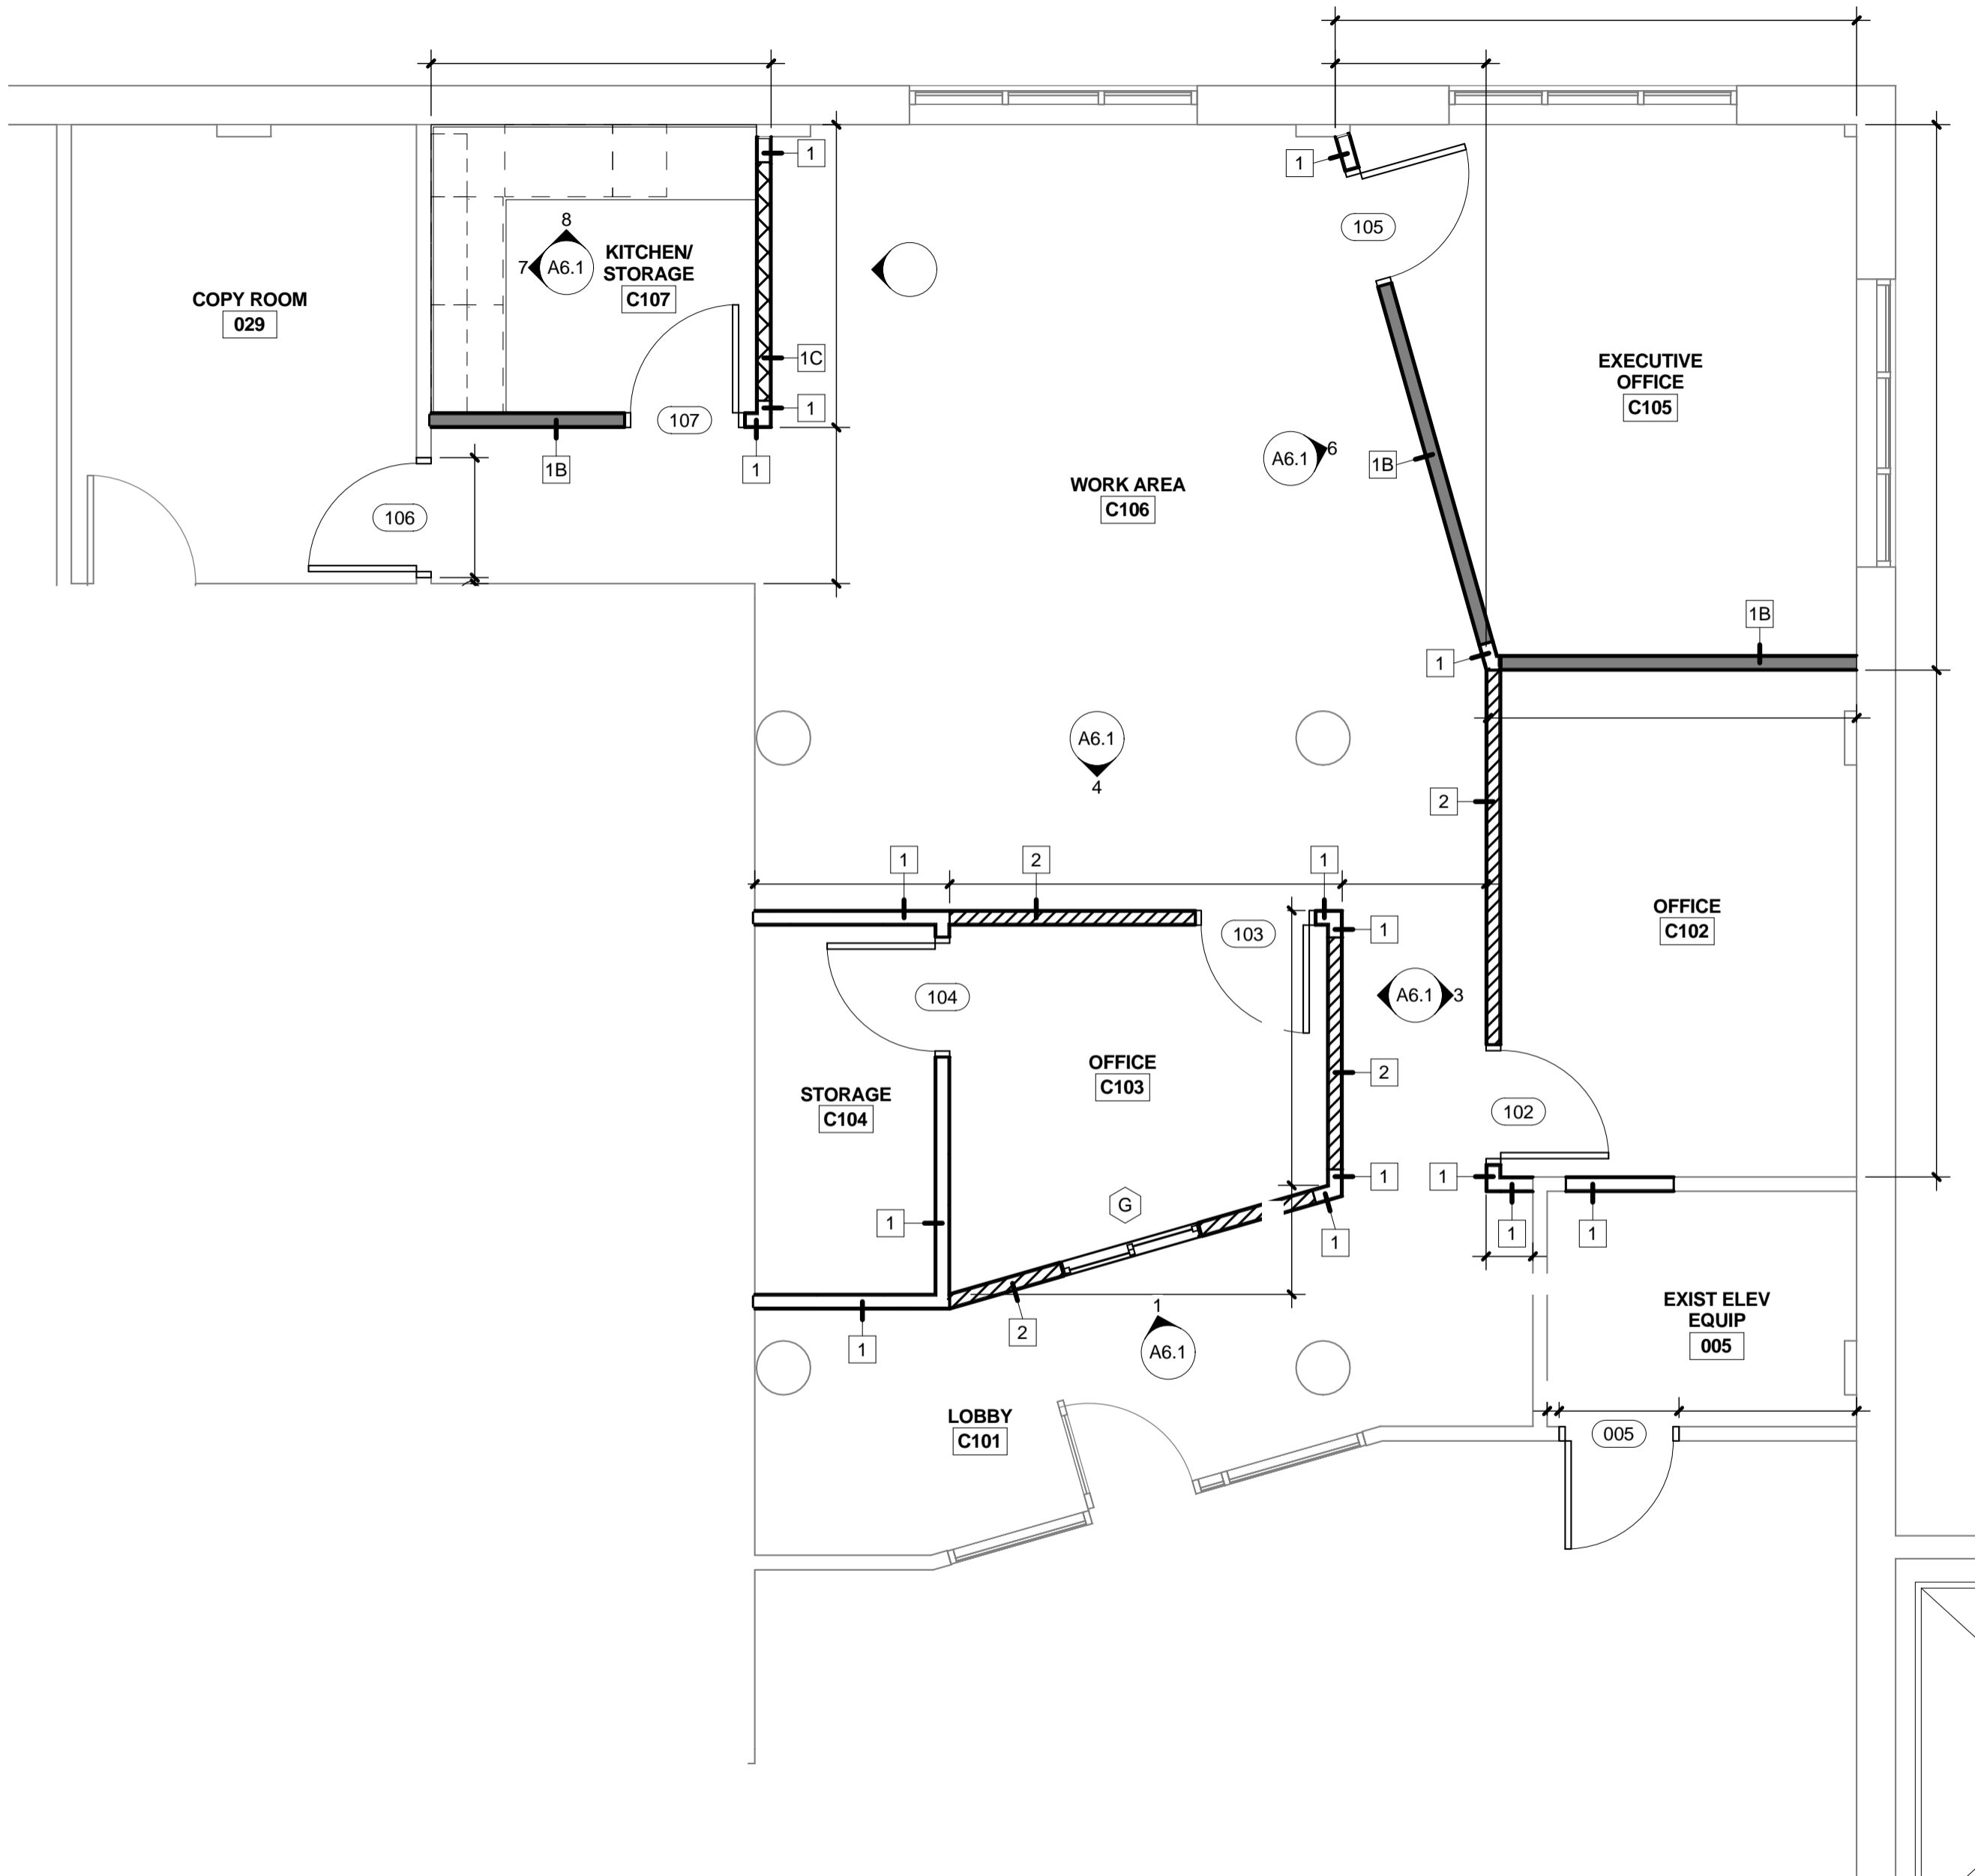 1
1
8
7
A6.1
KITCHEN/
STORAGE
C107
105
COPY ROOM
029
1C
EXECUTIVE
OFFICE
C105
1
107
1B
1
A6.1
6
1B
WORK AREA
C106
106
1B
1
A6.1
4
2
1
2
1
OFFICE
C102
103
1
104
A6.1
3
OFFICE
C103
2
STORAGE
C104
102
1
1
G
1
1
1
1
EXIST ELEV
EQUIP
005
1
2
1
A6.1
LOBBY
C101
005